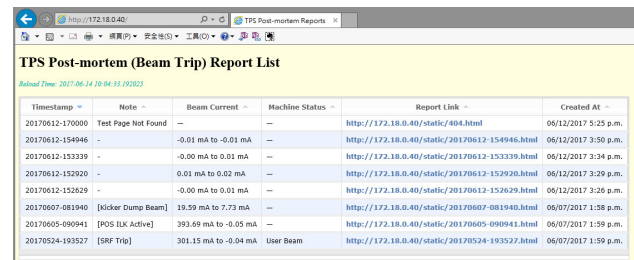 http://172.18.0.40/
TPS Post-mortem Reports
網頁(P) 安全性(S) 工具(O)
TPS Post-mortem (Beam Trip) Report List
Reload Time: 2017-06-14 10:04:33.192025
Timestamp Note Beam Current Machine Status Report Link Created At
20170612-170000 Test Page Not Found — — http://172.18.0.40/static/404.html 06/12/2017 5:25 p.m.
20170612-154946 - -0.01 mA to -0.01 mA — http://172.18.0.40/static/20170612-154946.html 06/12/2017 3:50 p.m.
20170612-153339 - -0.00 mA to 0.01 mA — http://172.18.0.40/static/20170612-153339.html 06/12/2017 3:34 p.m.
20170612-152920 - 0.01 mA to 0.02 mA — http://172.18.0.40/static/20170612-152920.html 06/12/2017 3:29 p.m.
20170612-152629 - -0.00 mA to 0.01 mA — http://172.18.0.40/static/20170612-152629.html 06/12/2017 3:26 p.m.
20170607-081940 [Kicker Dump Beam] 19.59 mA to 7.73 mA — http://172.18.0.40/static/20170607-081940.html 06/07/2017 1:58 p.m.
20170605-090941 [POS ILK Active] 393.69 mA to -0.05 mA — http://172.18.0.40/static/20170605-090941.html 06/07/2017 1:59 p.m.
20170524-193527 [SRF Trip] 301.15 mA to -0.04 mA User Beam http://172.18.0.40/static/20170524-193527.html 06/07/2017 1:59 p.m.